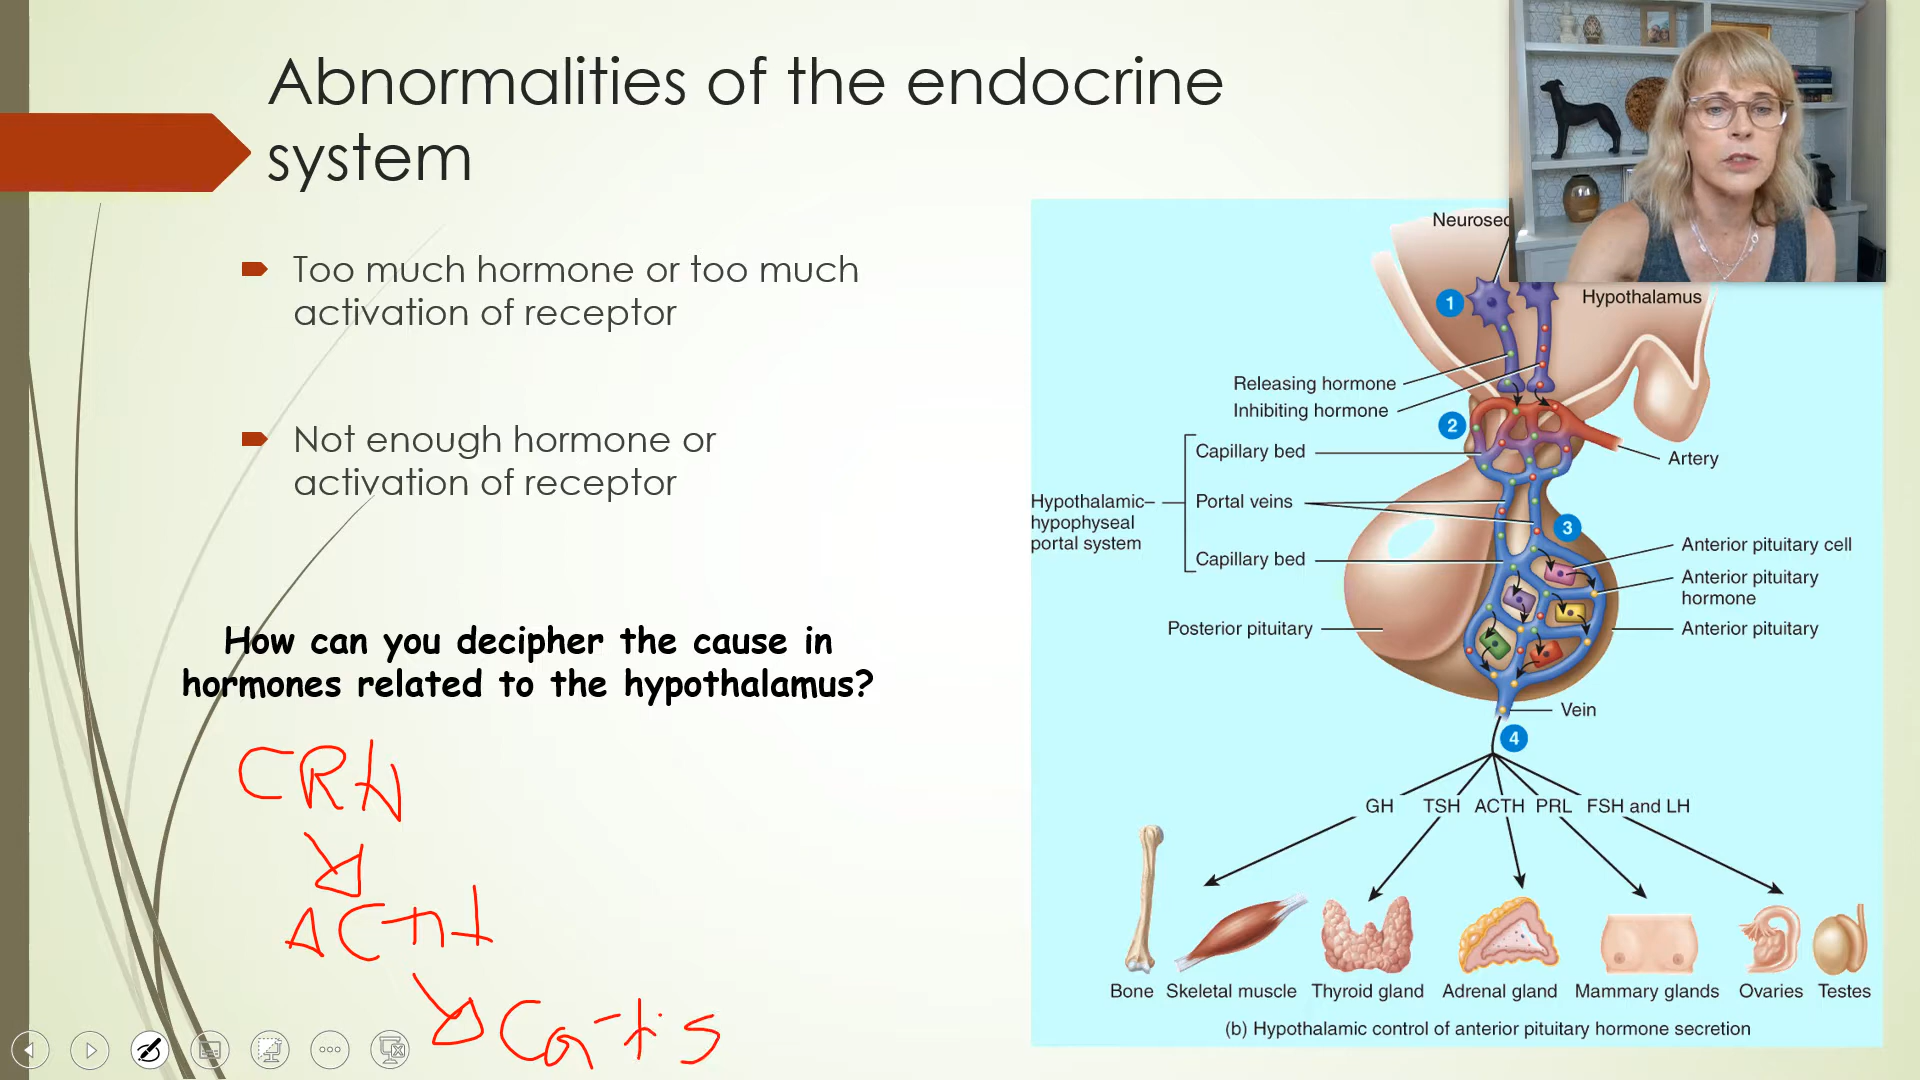 Abnormalities of the endocrine
system
Too much hormone or too much
activation of receptor
Not enough hormone or
activation of receptor
How can you decipher the cause in
hormones related to the hypothalamus?
CRH
ACTH
Cortis
Neurosec
Hypothalamus
1
Releasing hormone
Inhibiting hormone
2
Capillary bed
Artery
Hypothalamic–
hypophyseal
portal system
Portal veins
3
Capillary bed
Anterior pituitary cell
Anterior pituitary
hormone
Posterior pituitary
Anterior pituitary
Vein
4
GH TSH ACTH PRL FSH and LH
Bone Skeletal muscle Thyroid gland Adrenal gland Mammary glands Ovaries Testes
(b) Hypothalamic control of anterior pituitary hormone secretion